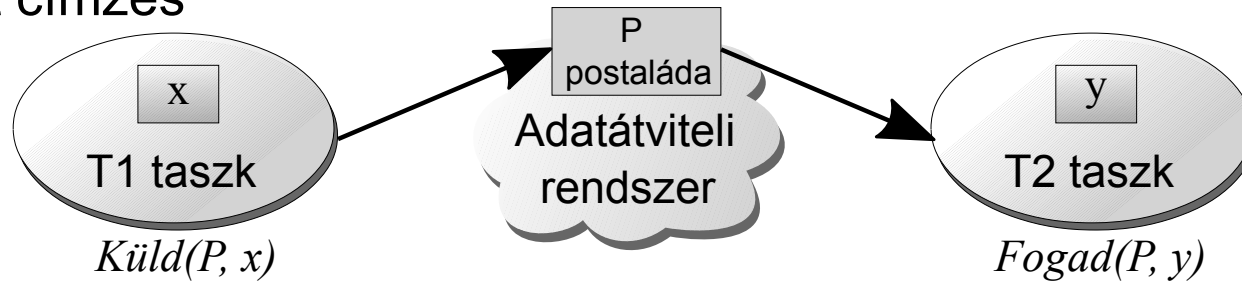 címzés
P
postaláda
x
y
Adatátviteli
rendszer
T1 taszk
T2 taszk
Küld(P, x)
Fogad(P, y)